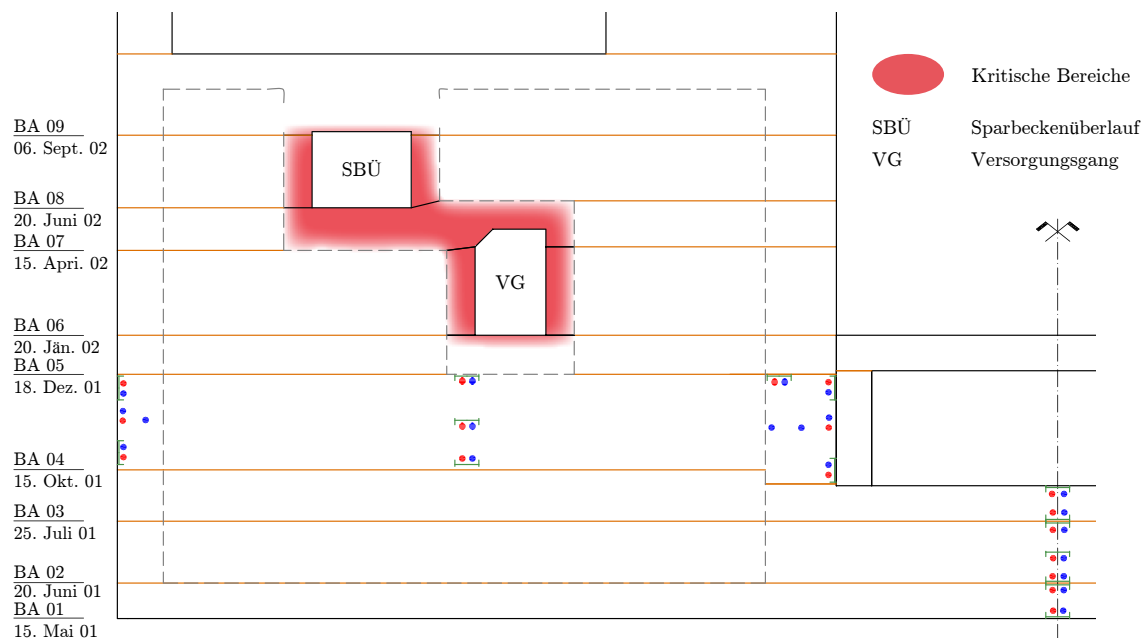 Kritische Bereiche
BA 09
06. Sept. 02
SBÜ
Sparbeckenüberlauf
SBÜ
VG
Versorgungsgang
BA 08
20. Juni 02
BA 07
15. Apri. 02
VG
BA 06
20. Jän. 02
BA 05
18. Dez. 01
BA 04
15. Okt. 01
BA 03
25. Juli 01
BA 02
20. Juni 01
BA 01
15. Mai 01